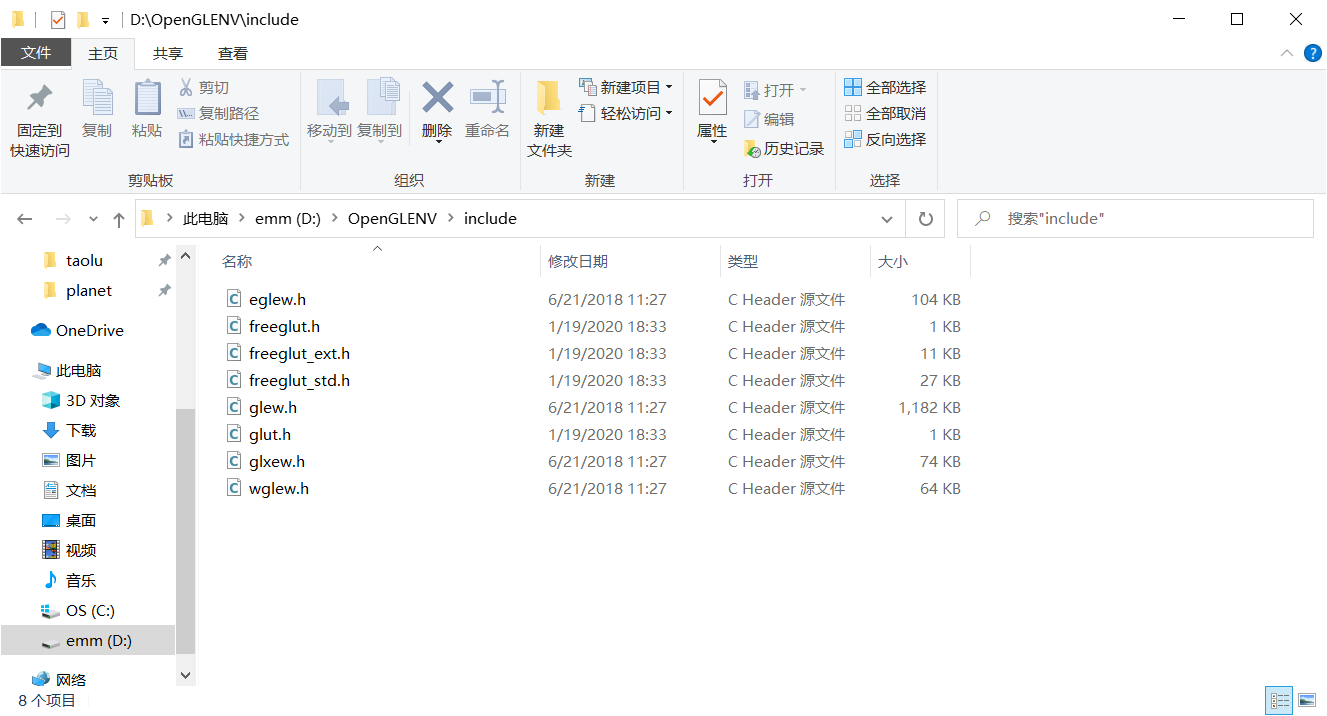 D:\OpenGLENV\include
文件 主页 共享 查看
固定到快速访问 复制 粘贴 剪切 复制路径 粘贴快捷方式
移动到 复制到 删除 重命名
新建文件夹 新建项目 轻松访问
属性 打开 编辑 历史记录
全部选择 全部取消 反向选择
剪贴板 组织 新建 打开 选择
此电脑 emm (D:) OpenGLENV include
搜索"include"
taolu
planet
OneDrive
此电脑
3D 对象
下载
图片
文档
桌面
视频
音乐
OS (C:)
emm (D:)
网络
名称 修改日期 类型 大小
eglew.h 6/21/2018 11:27 C Header 源文件 104 KB
freeglut.h 1/19/2020 18:33 C Header 源文件 1 KB
freeglut_ext.h 1/19/2020 18:33 C Header 源文件 11 KB
freeglut_std.h 1/19/2020 18:33 C Header 源文件 27 KB
glew.h 6/21/2018 11:27 C Header 源文件 1,182 KB
glut.h 1/19/2020 18:33 C Header 源文件 1 KB
glxew.h 6/21/2018 11:27 C Header 源文件 74 KB
wglew.h 6/21/2018 11:27 C Header 源文件 64 KB
8 个项目